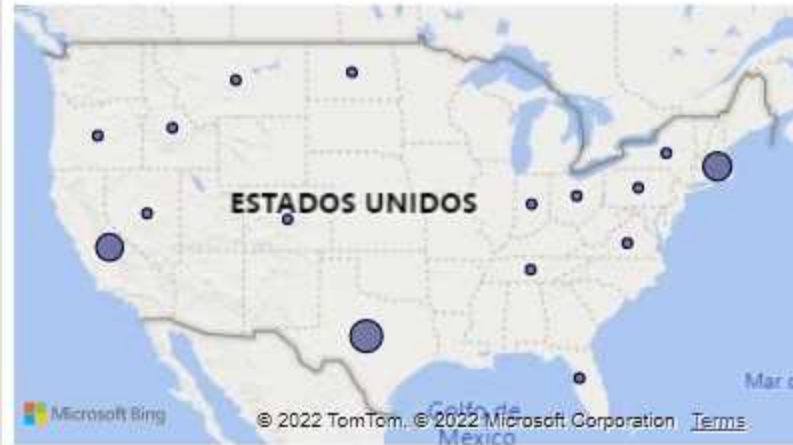 ESTADOS UNIDOS
Mar
Microsoft Bing
© 2022 TomTom, © 2022 Microsoft Corporation Terms
Golfo de
México